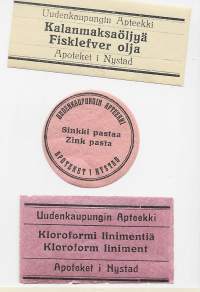 Uudenkaupungin Apteekki
Kalanmaksaöljyä
Fisklefver olja
Apoteket i Nystad
UUDENKAUPUNGIN APTEEKKI
Sinkki pastaa
Zink pasta
APOTEKET I NYSTAD
Uudenkaupungin Apteekki
Kloroformi linimentiä
Kloroform liniment
Apoteket i Nystad